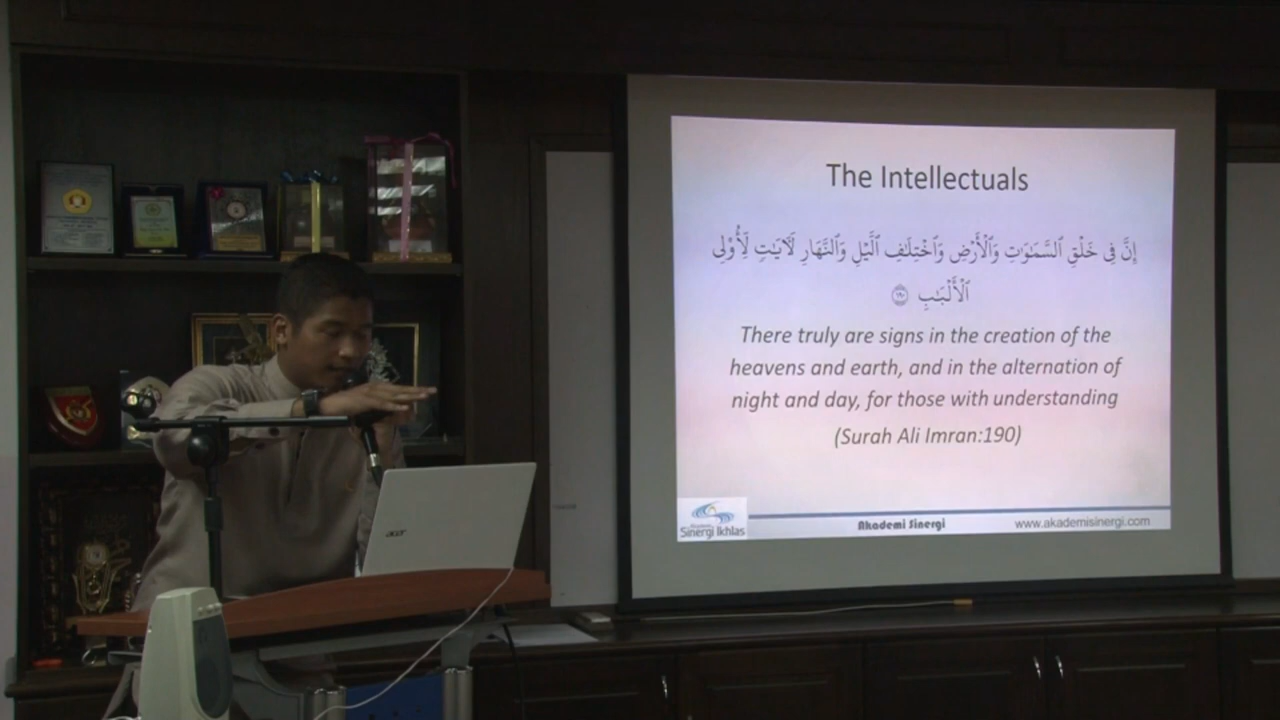 The Intellectuals
إِنَّ فِى خَلْقِ ٱلسَّمَٰوَٰتِ وَٱلْأَرْضِ وَٱخْتِلَٰفِ ٱلَّيْلِ وَٱلنَّهَارِ لَءَايَٰتٍ لِّأُو۟لِى
ٱلْأَلْبَٰبِ ١٩٠
There truly are signs in the creation of the
heavens and earth, and in the alternation of
night and day, for those with understanding
(Surah Ali Imran:190)
Akademi
Sinergi Ikhlas
Akademi Sinergi
www.akademisinergi.com
acer